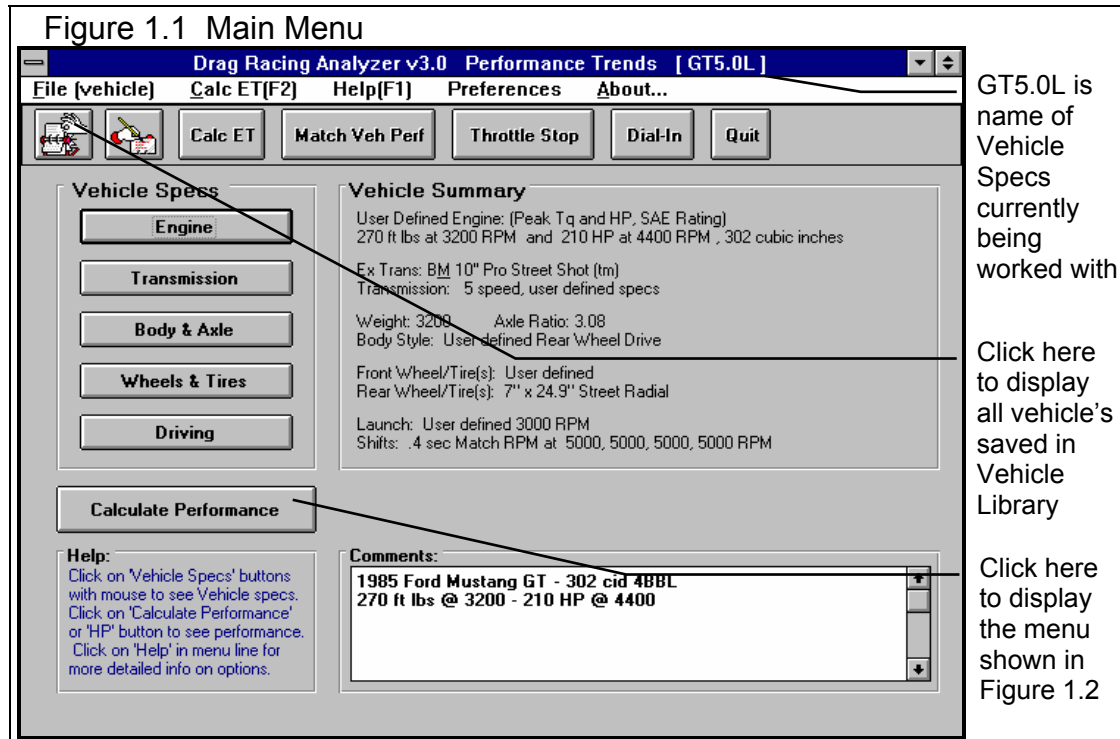 Figure 1.1  Main Menu
Drag Racing Analyzer v3.0   Performance Trends   [ GT5.0L ]
File (vehicle)   Calc ET(F2)   Help(F1)   Preferences   About...
Calc ET   Match Veh Perf   Throttle Stop   Dial-In   Quit
Vehicle Specs
Engine
Transmission
Body & Axle
Wheels & Tires
Driving
Vehicle Summary
User Defined Engine: (Peak Tq and HP, SAE Rating)
270 ft lbs at 3200 RPM  and  210 HP at 4400 RPM , 302 cubic inches
Ex Trans: BM 10" Pro Street Shot (tm)
Transmission:   5 speed, user defined specs
Weight: 3200   Axle Ratio: 3.08
Body Style:  User defined Rear Wheel Drive
Front Wheel/Tire(s):  User defined
Rear Wheel/Tire(s):  7" x 24.9" Street Radial
Launch:  User defined 3000 RPM
Shifts:  .4 sec Match RPM at  5000, 5000, 5000, 5000 RPM
Calculate Performance
Help:
Click on 'Vehicle Specs' buttons
with mouse to see Vehicle specs.
Click on 'Calculate Performance'
or 'HP' button to see performance.
Click on 'Help' in menu line for
more detailed info on options.
Comments:
1985 Ford Mustang GT - 302 cid 4BBL
270 ft lbs @ 3200 - 210 HP @ 4400
GT5.0L is
name of
Vehicle
Specs
currently
being
worked with
Click here
to display
all vehicle's
saved in
Vehicle
Library
Click here
to display
the menu
shown in
Figure 1.2